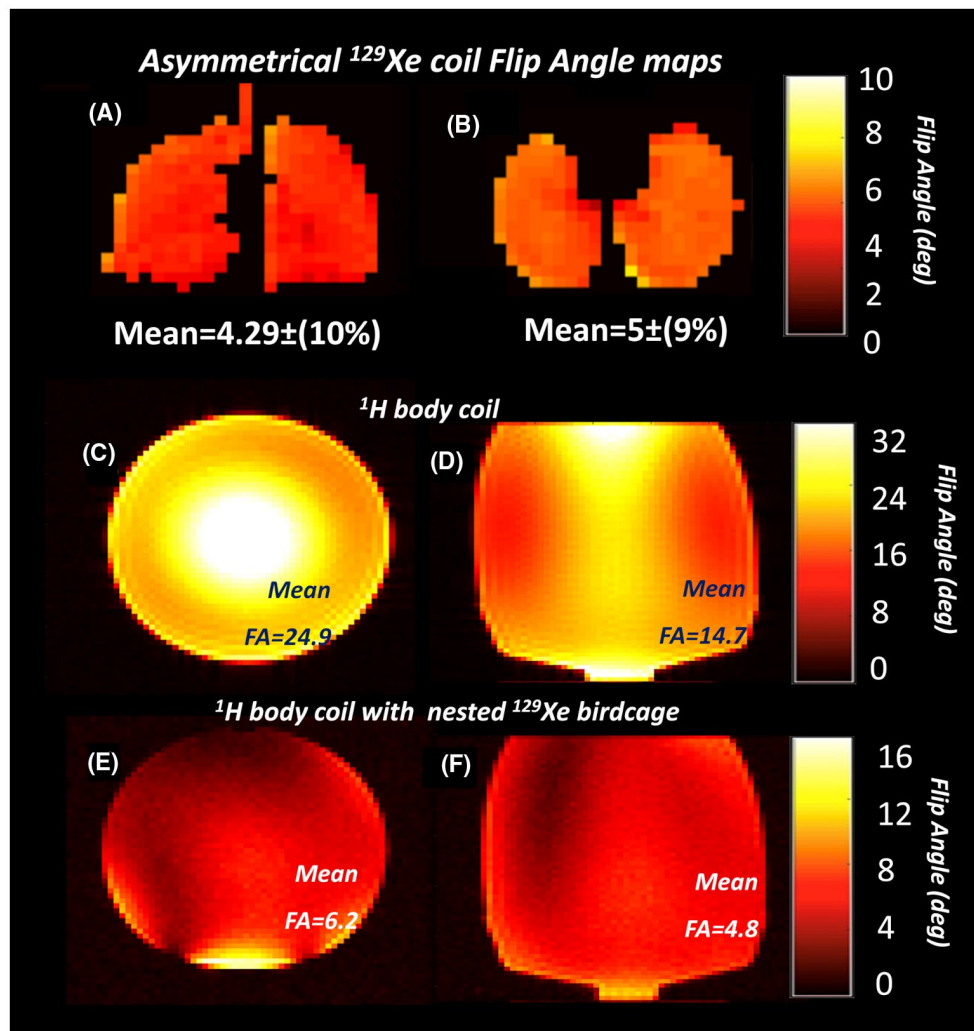 Asymmetrical ¹²⁹Xe coil Flip Angle maps
(A)
(B)
10
8
6
4
2
0
Flip Angle (deg)
Mean=4.29±(10%)
Mean=5±(9%)
¹H body coil
(C)
(D)
Mean
FA=24.9
Mean
FA=14.7
32
24
16
8
0
Flip Angle (deg)
¹H body coil with nested ¹²⁹Xe birdcage
(E)
(F)
Mean
FA=6.2
Mean
FA=4.8
16
12
8
4
0
Flip Angle (deg)